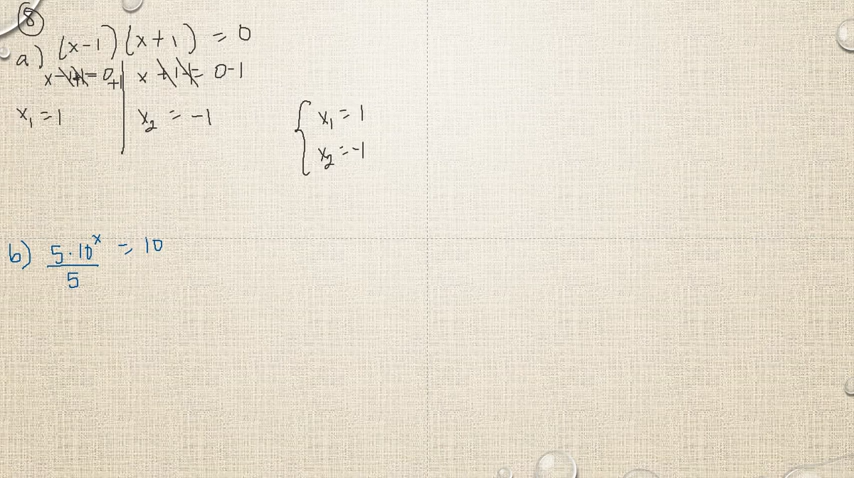 8
a) (x-1)(x+1) = 0
x-1+1=0+1 | x+1-1=0-1
x₁=1 | x₂ = -1
{ x₁ = 1
x₂ = -1
b) 5·10ˣ/5 = 10